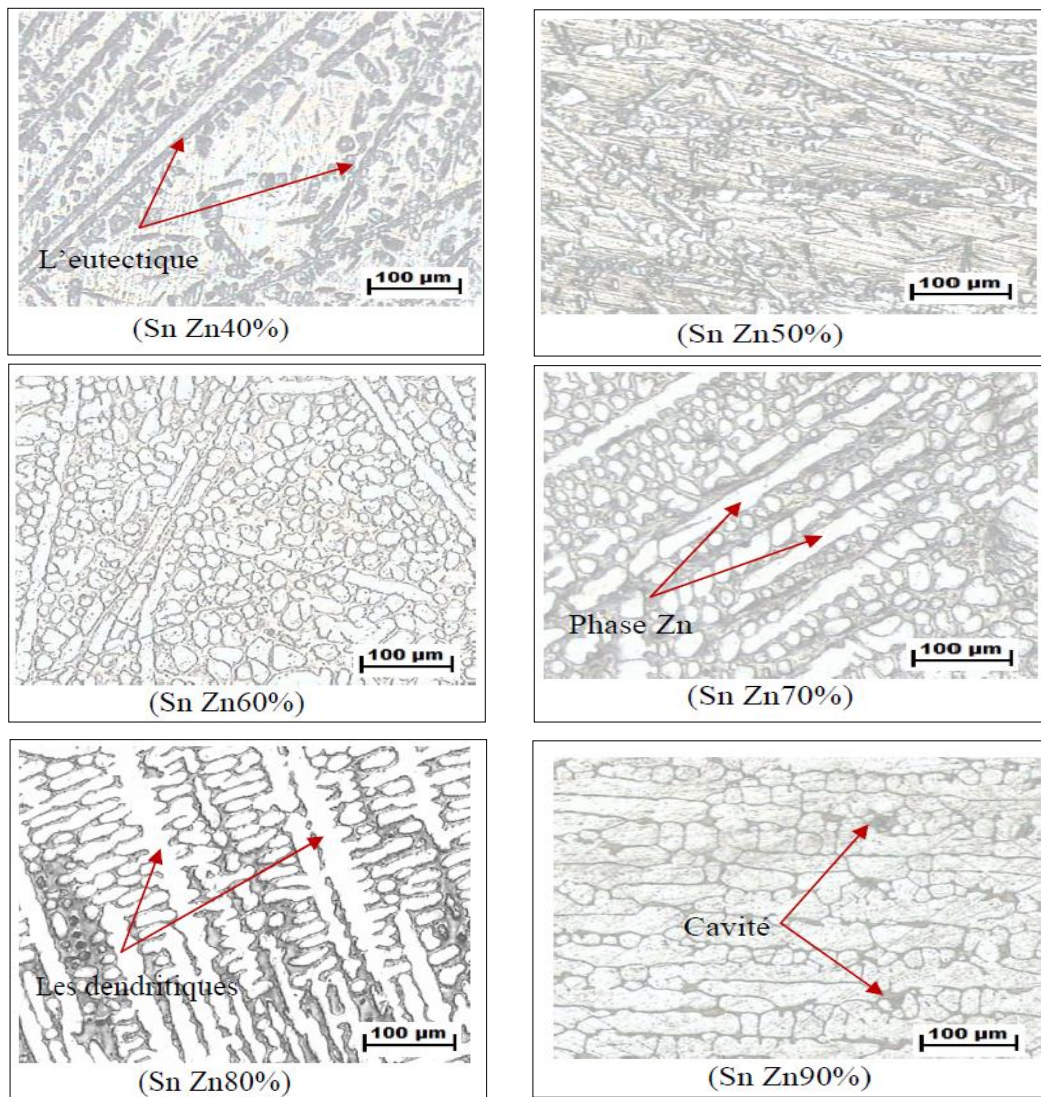 L'eutectique
100 µm
(Sn Zn40%)
100 µm
(Sn Zn50%)
100 µm
(Sn Zn60%)
Phase Zn
100 µm
(Sn Zn70%)
Les dendritiques
100 µm
(Sn Zn80%)
Cavité
100 µm
(Sn Zn90%)